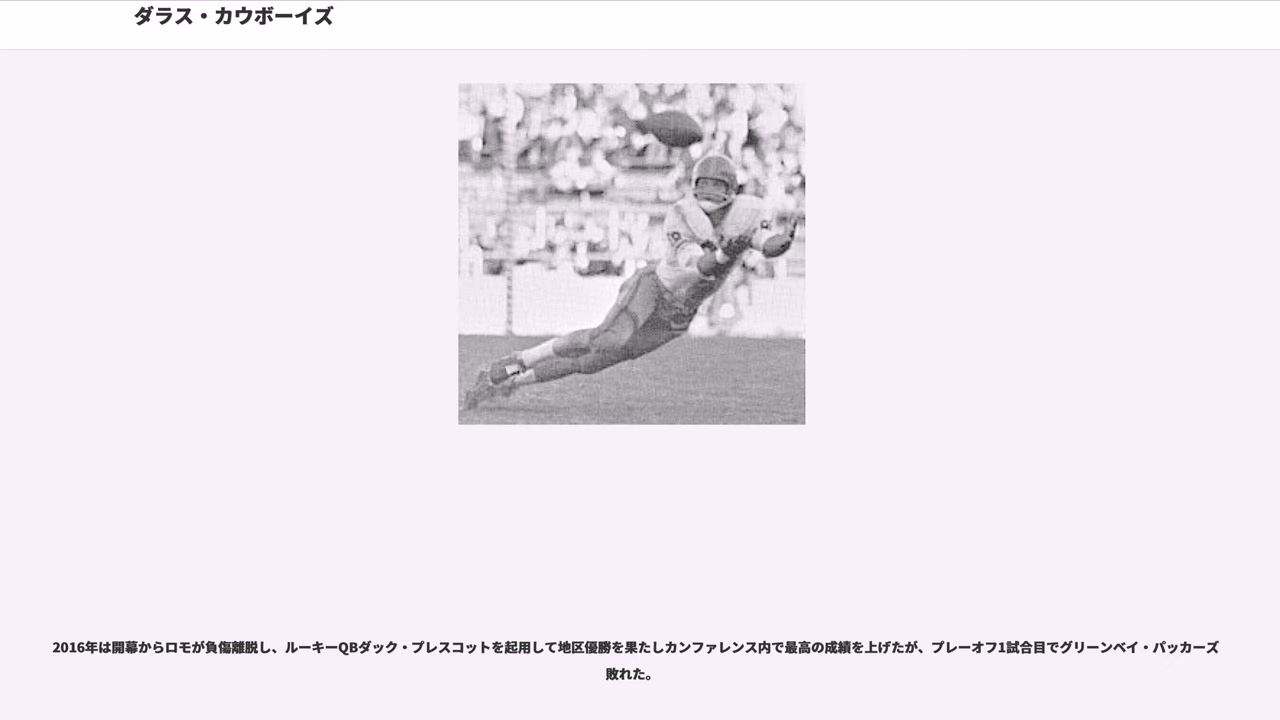 ダラス・カウボーイズ
2016年は開幕からロモが負傷離脱し、ルーキーQBダック・プレスコットを起用して地区優勝を果たしカンファレンス内で最高の成績を上げたが、プレーオフ1試合目でグリーンベイ・パッカーズ
敗れた。